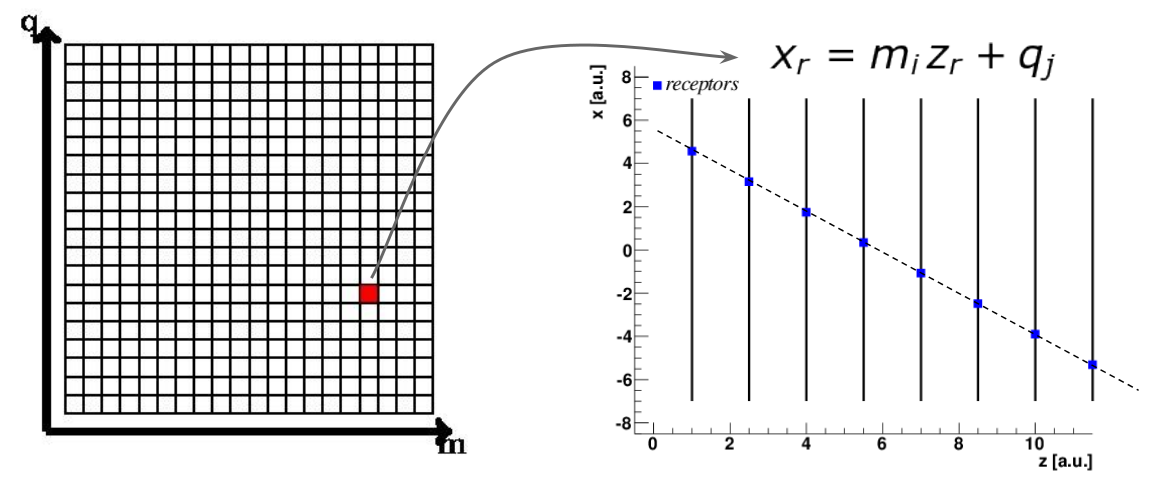 q
m
x_r = m_i z_r + q_j
receptors
x [a.u.]
8
6
4
2
0
-2
-4
-6
-8
0 2 4 6 8 10
z [a.u.]